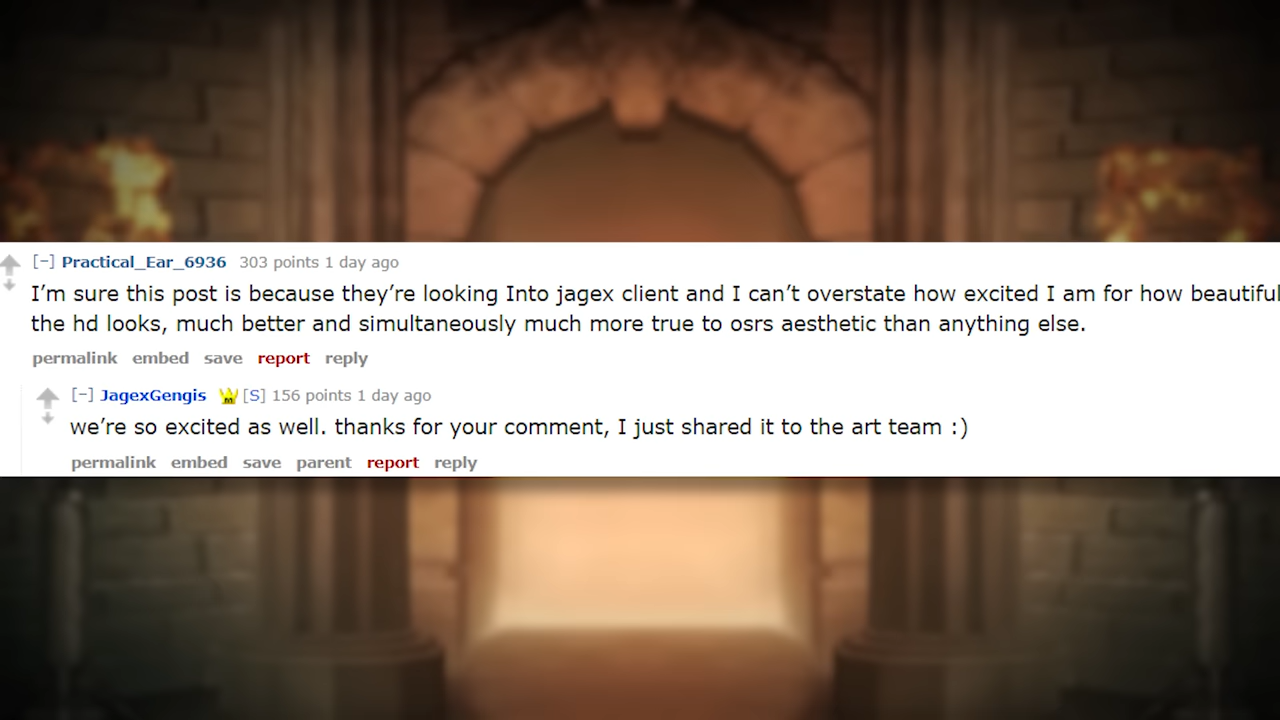 [−] Practical_Ear_6936 303 points 1 day ago
I’m sure this post is because they’re looking Into jagex client and I can’t overstate how excited I am for how beautiful
the hd looks, much better and simultaneously much more true to osrs aesthetic than anything else.
permalink embed save report reply
[−] JagexGengis [S] 156 points 1 day ago
we’re so excited as well. thanks for your comment, I just shared it to the art team :)
permalink embed save parent report reply